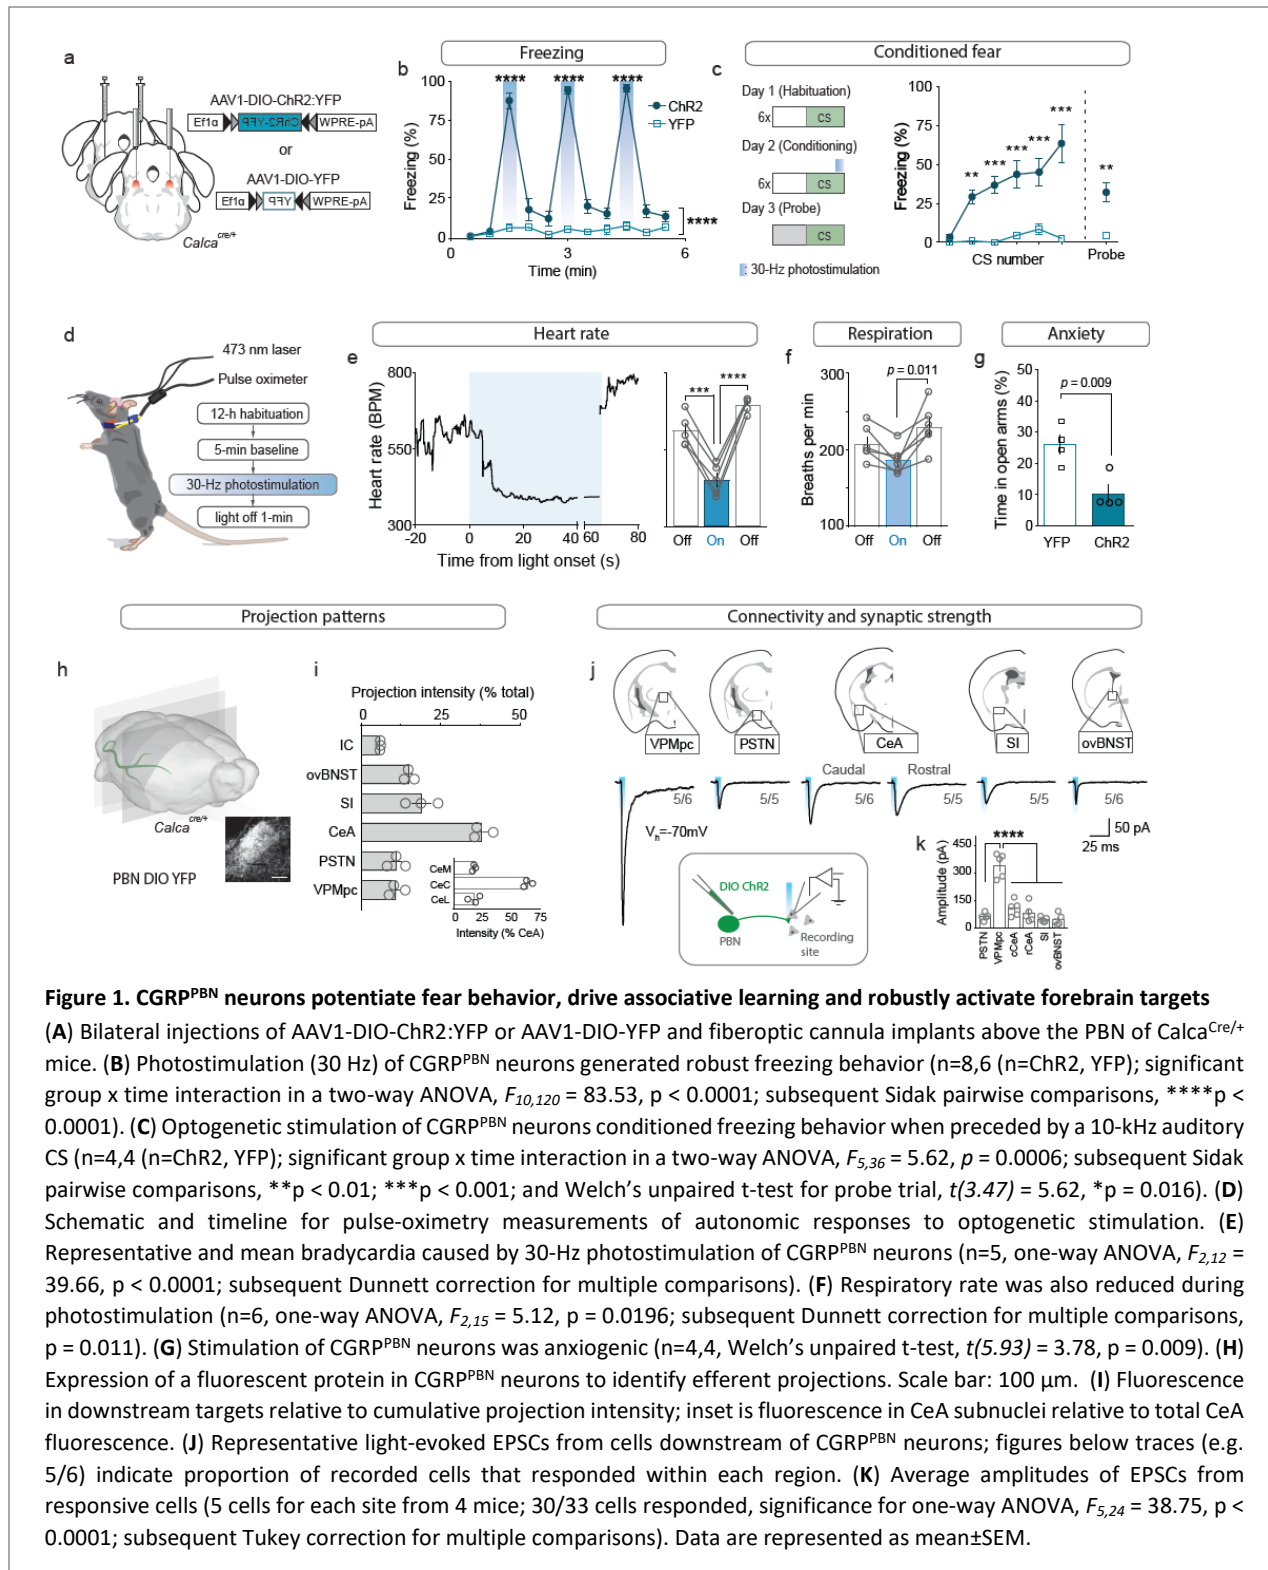 Freezing
Conditioned fear
a
AAV1-DIO-ChR2:YFP
Ef1α
ChR2-YFP
WPRE-pA
or
AAV1-DIO-YFP
Ef1α
YFP
WPRE-pA
Calca cre/+
b
**** **** ****
Freezing (%)
100
75
50
25
0
0 3 6
Time (min)
ChR2
YFP
****
c
Day 1 (Habituation)
6x CS
Day 2 (Conditioning)
6x CS
Day 3 (Probe)
CS
: 30-Hz photostimulation
Freezing (%)
100
75
50
25
0
** *** *** *** *** **
CS number
Probe
d
473 nm laser
Pulse oximeter
12-h habituation
5-min baseline
30-Hz photostimulation
light off 1-min
Heart rate
e
Heart rate (BPM)
800
550
300
-20 0 20 40 60 80
Time from light onset (s)
*** ****
Off On Off
Respiration
f
Breaths per min
300
200
100
p = 0.011
Off On Off
Anxiety
g
Time in open arms (%)
50
40
30
20
10
0
p = 0.009
YFP ChR2
Projection patterns
h
Calca cre/+
PBN DIO YFP
i
Projection intensity (% total)
0 25 50
IC
ovBNST
SI
CeA
PSTN
VPMpc
CeM
CeC
CeL
0 25 50 75
Intensity (% CeA)
Connectivity and synaptic strength
j
VPMpc PSTN CeA SI ovBNST
Caudal Rostral
5/6 5/5 5/6 5/5 5/5 5/6
Vh=-70mV
50 pA
25 ms
DIO ChR2
PBN
Recording
site
k
Amplitude (pA)
450
300
150
0
****
PSTN
VPMpc
cCeA
rCeA
SI
ovBNST
Figure 1. CGRPPBN neurons potentiate fear behavior, drive associative learning and robustly activate forebrain targets
(A) Bilateral injections of AAV1-DIO-ChR2:YFP or AAV1-DIO-YFP and fiberoptic cannula implants above the PBN of CalcaCre/+
mice. (B) Photostimulation (30 Hz) of CGRPPBN neurons generated robust freezing behavior (n=8,6 (n=ChR2, YFP); significant
group x time interaction in a two-way ANOVA, F10,120 = 83.53, p < 0.0001; subsequent Sidak pairwise comparisons, ****p <
0.0001). (C) Optogenetic stimulation of CGRPPBN neurons conditioned freezing behavior when preceded by a 10-kHz auditory
CS (n=4,4 (n=ChR2, YFP); significant group x time interaction in a two-way ANOVA, F5,36 = 5.62, p = 0.0006; subsequent Sidak
pairwise comparisons, **p < 0.01; ***p < 0.001; and Welch's unpaired t-test for probe trial, t(3.47) = 5.62, *p = 0.016). (D)
Schematic and timeline for pulse-oximetry measurements of autonomic responses to optogenetic stimulation. (E)
Representative and mean bradycardia caused by 30-Hz photostimulation of CGRPPBN neurons (n=5, one-way ANOVA, F2,12 =
39.66, p < 0.0001; subsequent Dunnett correction for multiple comparisons). (F) Respiratory rate was also reduced during
photostimulation (n=6, one-way ANOVA, F2,15 = 5.12, p = 0.0196; subsequent Dunnett correction for multiple comparisons,
p = 0.011). (G) Stimulation of CGRPPBN neurons was anxiogenic (n=4,4, Welch's unpaired t-test, t(5.93) = 3.78, p = 0.009). (H)
Expression of a fluorescent protein in CGRPPBN neurons to identify efferent projections. Scale bar: 100 μm. (I) Fluorescence
in downstream targets relative to cumulative projection intensity; inset is fluorescence in CeA subnuclei relative to total CeA
fluorescence. (J) Representative light-evoked EPSCs from cells downstream of CGRPPBN neurons; figures below traces (e.g.
5/6) indicate proportion of recorded cells that responded within each region. (K) Average amplitudes of EPSCs from
responsive cells (5 cells for each site from 4 mice; 30/33 cells responded, significance for one-way ANOVA, F5,24 = 38.75, p <
0.0001; subsequent Tukey correction for multiple comparisons). Data are represented as mean±SEM.